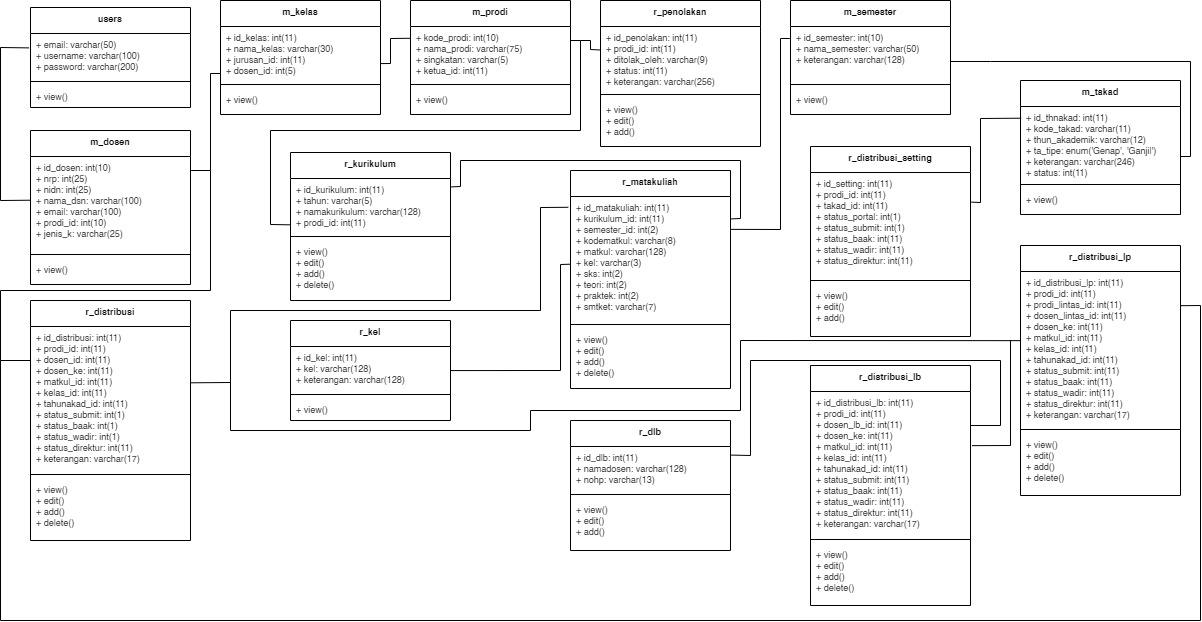 users
+ email: varchar(50)
+ username: varchar(100)
+ password: varchar(200)
+ view()
m_kelas
+ id_kelas: int(11)
+ nama_kelas: varchar(30)
+ jurusan_id: int(11)
+ dosen_id: int(5)
+ view()
m_prodi
+ kode_prodi: int(10)
+ nama_prodi: varchar(75)
+ singkatan: varchar(5)
+ ketua_id: int(11)
+ view()
r_penolakan
+ id_penolakan: int(11)
+ prodi_id: int(11)
+ ditolak_oleh: varchar(9)
+ status: int(11)
+ keterangan: varchar(256)
+ view()
+ edit()
+ add()
m_semester
+ id_semester: int(10)
+ nama_semester: varchar(50)
+ keterangan: varchar(128)
+ view()
m_takad
+ id_thnakad: int(11)
+ kode_takad: varchar(11)
+ thun_akademik: varchar(12)
+ ta_tipe: enum('Genap', 'Ganjil')
+ keterangan: varchar(246)
+ status: int(11)
+ view()
m_dosen
+ id_dosen: int(10)
+ nrp: int(25)
+ nidn: int(25)
+ nama_dsn: varchar(100)
+ email: varchar(100)
+ prodi_id: int(10)
+ jenis_k: varchar(25)
+ view()
r_kurikulum
+ id_kurikulum: int(11)
+ tahun: varchar(5)
+ namakurikulum: varchar(128)
+ prodi_id: int(11)
+ view()
+ edit()
+ add()
+ delete()
r_matakuliah
+ id_matakuliah: int(11)
+ kurikulum_id: int(11)
+ semester_id: int(2)
+ kodematkul: varchar(8)
+ matkul: varchar(128)
+ kel: varchar(3)
+ sks: int(2)
+ teori: int(2)
+ praktek: int(2)
+ smtket: varchar(7)
+ view()
+ edit()
+ add()
+ delete()
r_distribusi_setting
+ id_setting: int(11)
+ prodi_id: int(11)
+ takad_id: int(11)
+ status_portal: int(1)
+ status_submit: int(1)
+ status_baak: int(11)
+ status_wadir: int(11)
+ status_direktur: int(11)
+ view()
+ edit()
+ add()
r_distribusi_lp
+ id_distribusi_lp: int(11)
+ prodi_id: int(11)
+ prodi_lintas_id: int(11)
+ dosen_lintas_id: int(11)
+ dosen_ke: int(11)
+ matkul_id: int(11)
+ kelas_id: int(11)
+ tahunakad_id: int(11)
+ status_submit: int(11)
+ status_baak: int(11)
+ status_wadir: int(11)
+ status_direktur: int(11)
+ keterangan: varchar(17)
+ view()
+ edit()
+ add()
+ delete()
r_distribusi
+ id_distribusi: int(11)
+ prodi_id: int(11)
+ dosen_id: int(11)
+ dosen_ke: int(11)
+ matkul_id: int(11)
+ kelas_id: int(11)
+ tahunakad_id: int(11)
+ status_submit: int(1)
+ status_baak: int(1)
+ status_wadir: int(1)
+ status_direktur: int(11)
+ keterangan: varchar(17)
+ view()
+ edit()
+ add()
+ delete()
r_kel
+ id_kel: int(11)
+ kel: varchar(128)
+ keterangan: varchar(128)
+ view()
r_dlb
+ id_dlb: int(11)
+ namadosen: varchar(128)
+ nohp: varchar(13)
+ view()
+ edit()
+ add()
r_distribusi_lb
+ id_distribusi_lb: int(11)
+ prodi_id: int(11)
+ dosen_lb_id: int(11)
+ dosen_ke: int(11)
+ matkul_id: int(11)
+ kelas_id: int(11)
+ tahunakad_id: int(11)
+ status_submit: int(11)
+ status_baak: int(11)
+ status_wadir: int(11)
+ status_direktur: int(11)
+ keterangan: varchar(17)
+ view()
+ edit()
+ add()
+ delete()